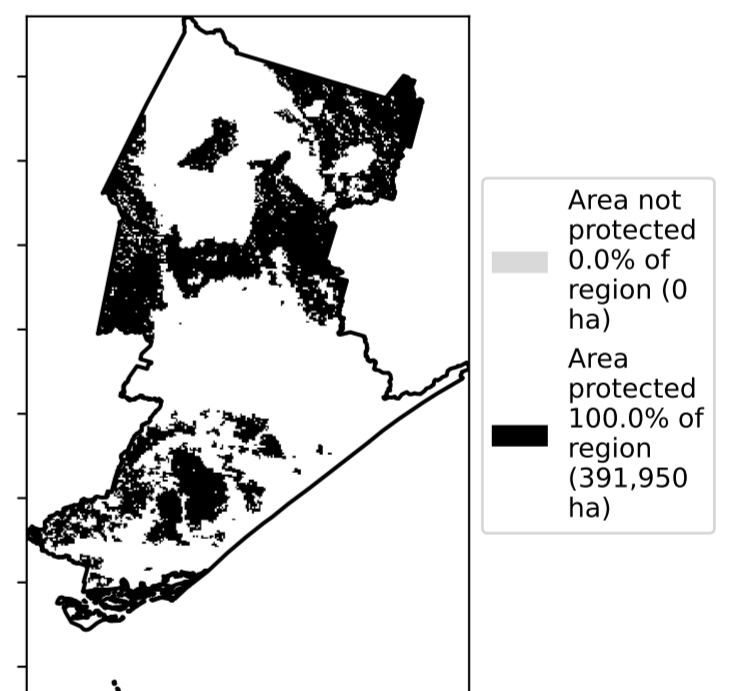 Area not
protected
0.0% of
region (0
ha)
Area
protected
100.0% of
region
(391,950
ha)